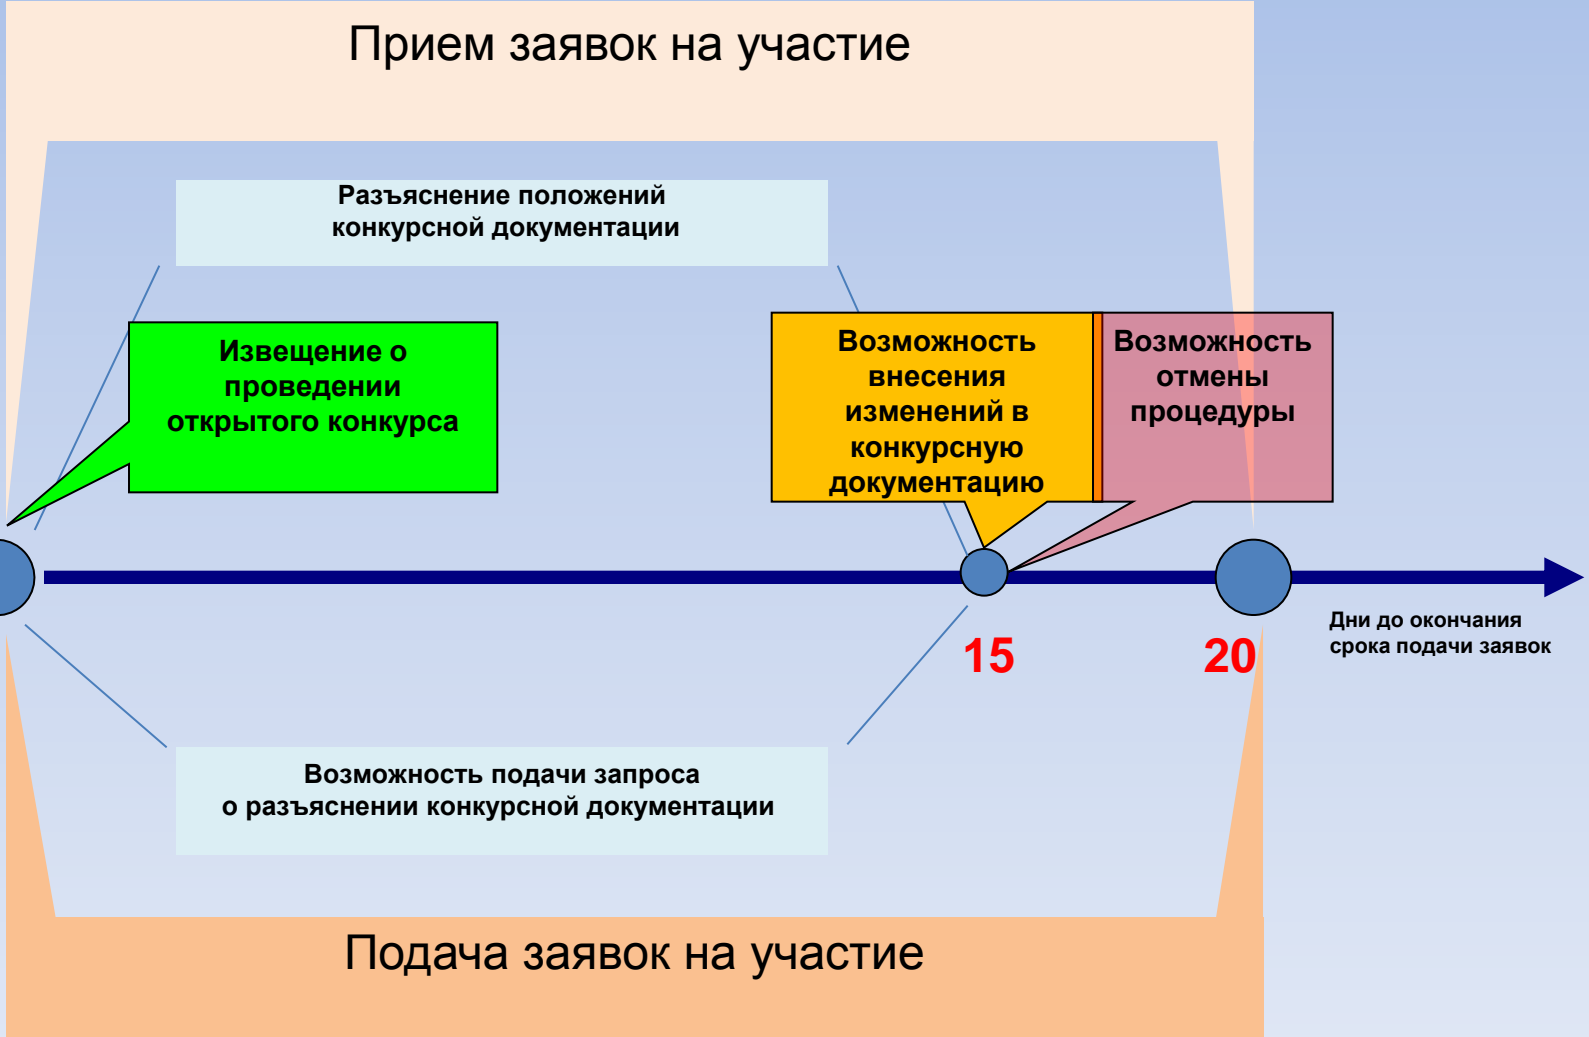 Прием заявок на участие
Разъяснение положений
конкурсной документации
Извещение о
проведении
открытого конкурса
Возможность
внесения
изменений в
конкурсную
документацию
Возможность
отмены
процедуры
15
20
Дни до окончания
срока подачи заявок
Возможность подачи запроса
о разъяснении конкурсной документации
Подача заявок на участие